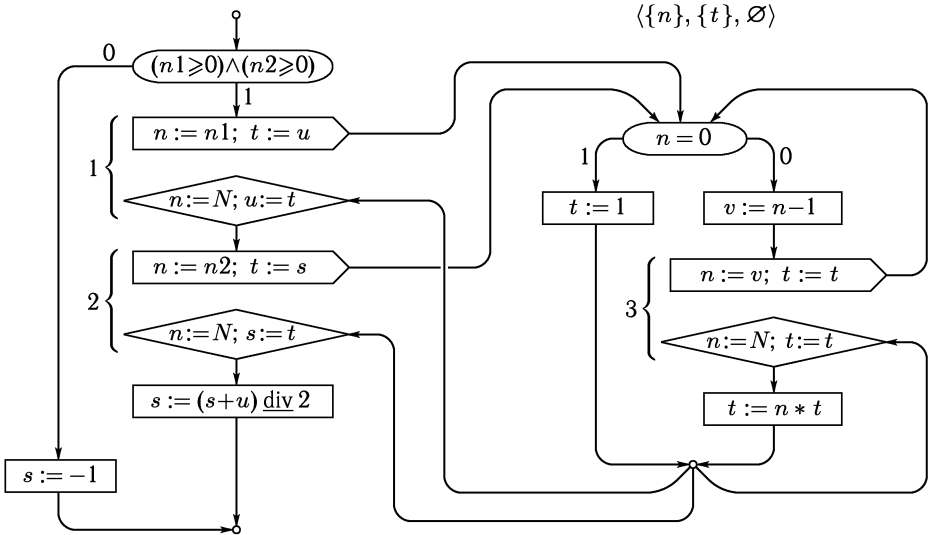 ⟨{n}, {t}, ∅⟩
0
(n1⩾0)∧(n2⩾0)
1
n := n1; t := u
n = 0
1
0
1
n:=N; u:=t
t := 1
v := n−1
n := n2; t := s
n := v; t := t
2
3
n:=N; s:=t
n:=N; t:=t
s := (s+u) div 2
t := n * t
s := −1